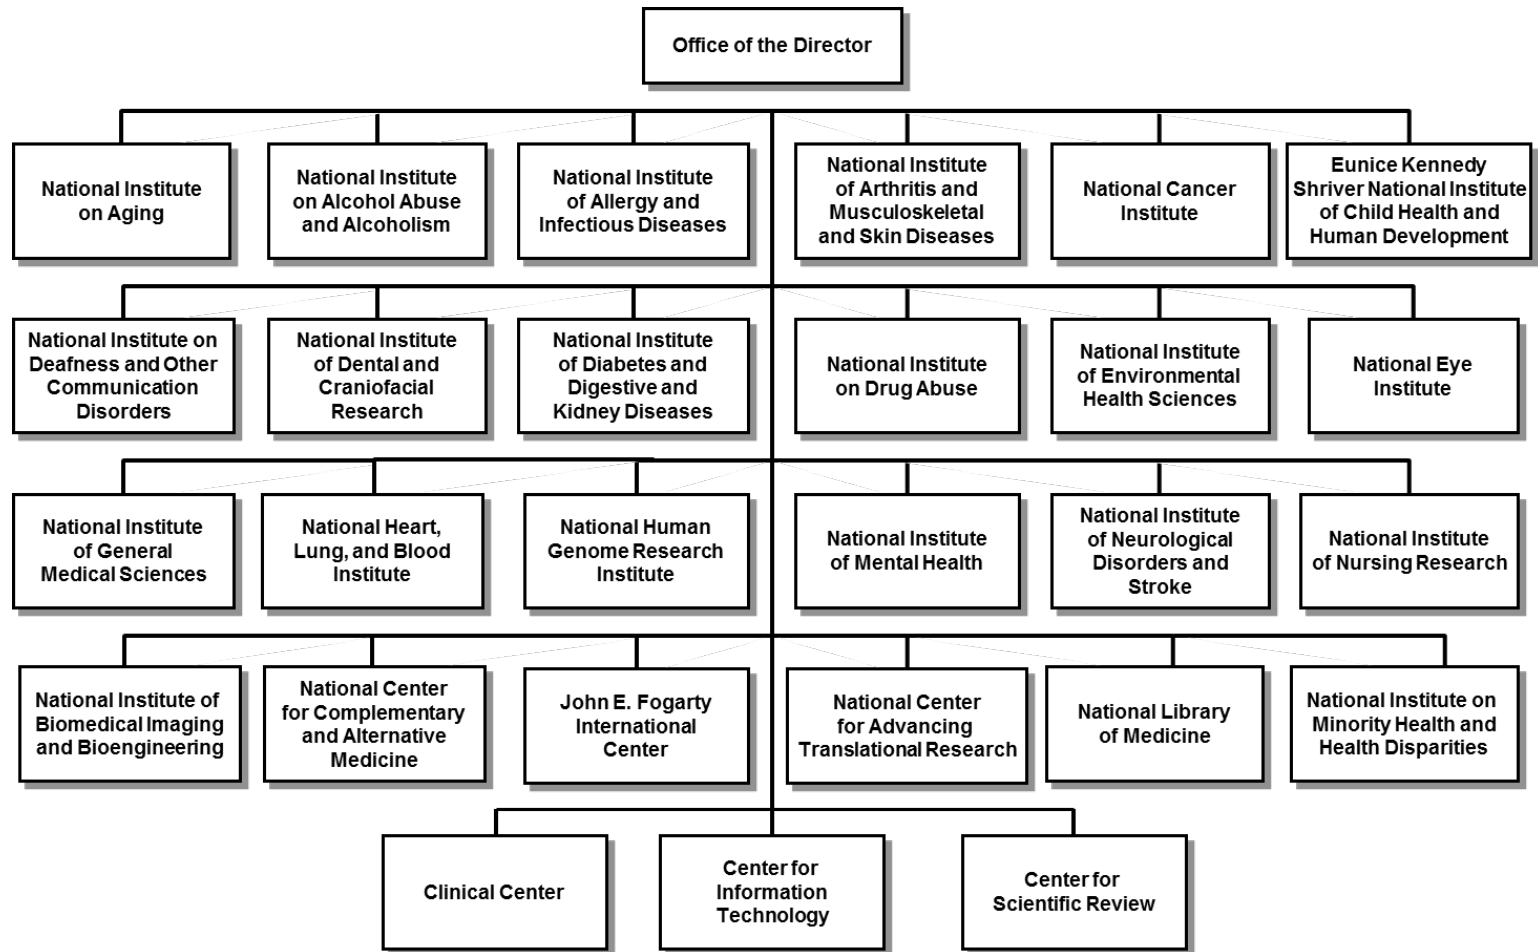 Office of the Director
National Institute
on Aging
National Institute
on Alcohol Abuse
and Alcoholism
National Institute
of Allergy and
Infectious Diseases
National Institute
of Arthritis and
Musculoskeletal
and Skin Diseases
National Cancer
Institute
Eunice Kennedy
Shriver National Institute
of Child Health and
Human Development
National Institute on
Deafness and Other
Communication
Disorders
National Institute
of Dental and
Craniofacial
Research
National Institute
of Diabetes and
Digestive and
Kidney Diseases
National Institute
on Drug Abuse
National Institute
of Environmental
Health Sciences
National Eye
Institute
National Institute
of General
Medical Sciences
National Heart,
Lung, and Blood
Institute
National Human
Genome Research
Institute
National Institute
of Mental Health
National Institute
of Neurological
Disorders and
Stroke
National Institute
of Nursing Research
National Institute of
Biomedical Imaging
and Bioengineering
National Center
for Complementary
and Alternative
Medicine
John E. Fogarty
International
Center
National Center
for Advancing
Translational Research
National Library
of Medicine
National Institute on
Minority Health and
Health Disparities
Clinical Center
Center for
Information
Technology
Center for
Scientific Review